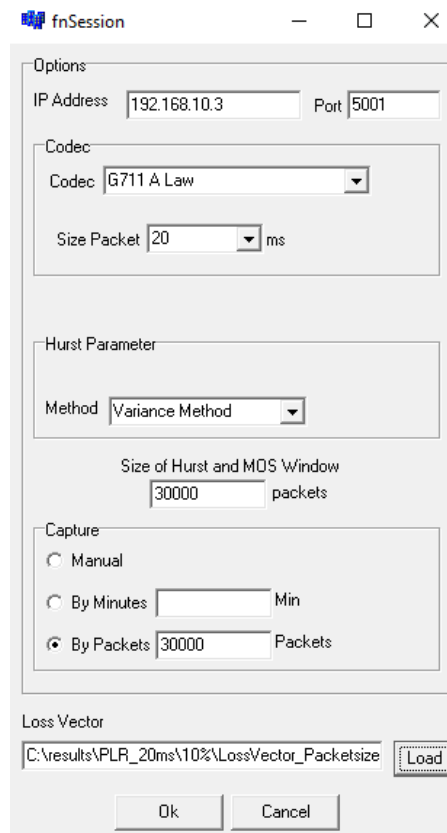 fnSession
Options
IP Address 192.168.10.3 Port 5001
Codec
Codec G711 A Law
Size Packet 20 ms
Hurst Parameter
Method Variance Method
Size of Hurst and MOS Window
30000 packets
Capture
Manual
By Minutes Min
By Packets 30000 Packets
Loss Vector
C:\results\PLR_20ms\10%\LossVector_Packetsize Load
Ok Cancel